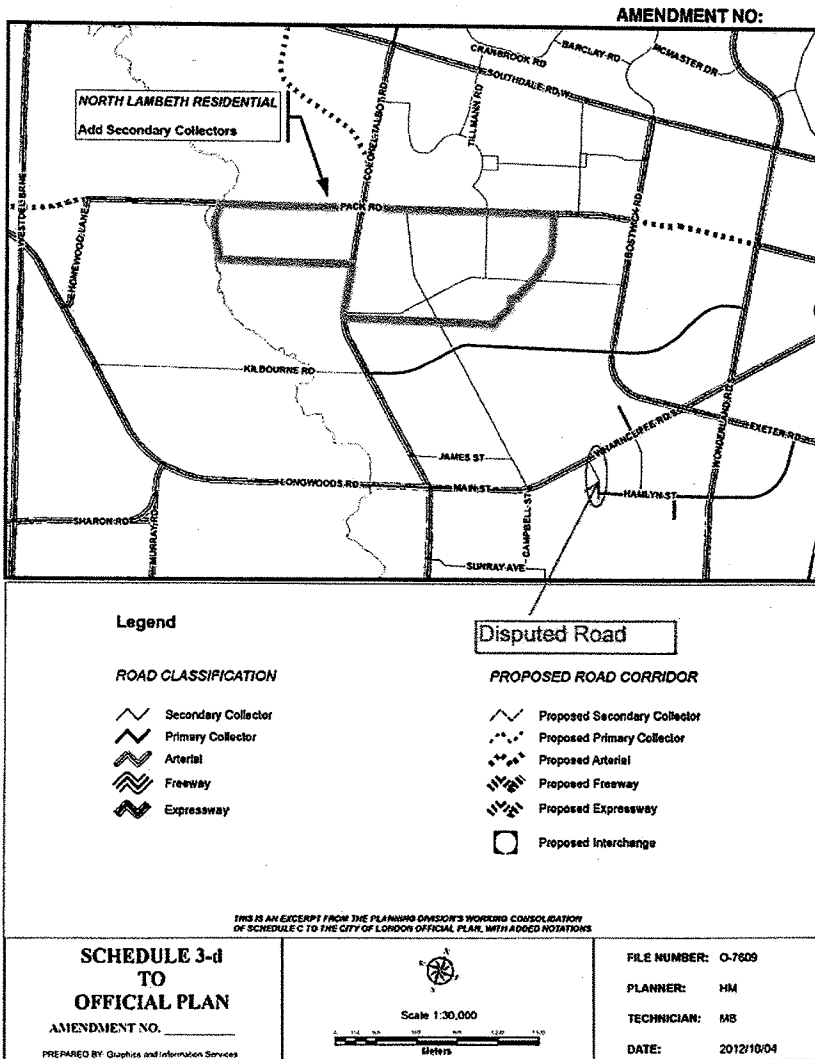 AMENDMENT NO:
CRANBROOK RD
BARCLAY RD
MCMASTER DR
SOUTHDALE RD W
NORTH LAMBETH RESIDENTIAL
Add Secondary Collectors
COLONEL TALBOT RD
TILLMANN RD
BOSTWICK RD
WESTDEL BRNE
HOMEWOOD LANE
PACK RD
KILBOURNE RD
WONDERLAND RD
WHARNCLIFFE RD S
EXETER RD
JAMES ST
LONGWOODS RD
MAIN ST
HAMLYN ST
SHARON RD
MURRAY RD
CAMPBELL ST
SUNRAY AVE
Legend
Disputed Road
ROAD CLASSIFICATION
Secondary Collector
Primary Collector
Arterial
Freeway
Expressway
PROPOSED ROAD CORRIDOR
Proposed Secondary Collector
Proposed Primary Collector
Proposed Arterial
Proposed Freeway
Proposed Expressway
Proposed Interchange
THIS IS AN EXCERPT FROM THE PLANNING DIVISION'S WORKING CONSOLIDATION
OF SCHEDULE C TO THE CITY OF LONDON OFFICIAL PLAN, WITH ADDED NOTATIONS
SCHEDULE 3-d
TO
OFFICIAL PLAN
AMENDMENT NO. ________
PREPARED BY: Graphics and Information Services
Scale 1:30,000
Meters
FILE NUMBER: O-7609
PLANNER: HM
TECHNICIAN: MB
DATE: 2012/10/04